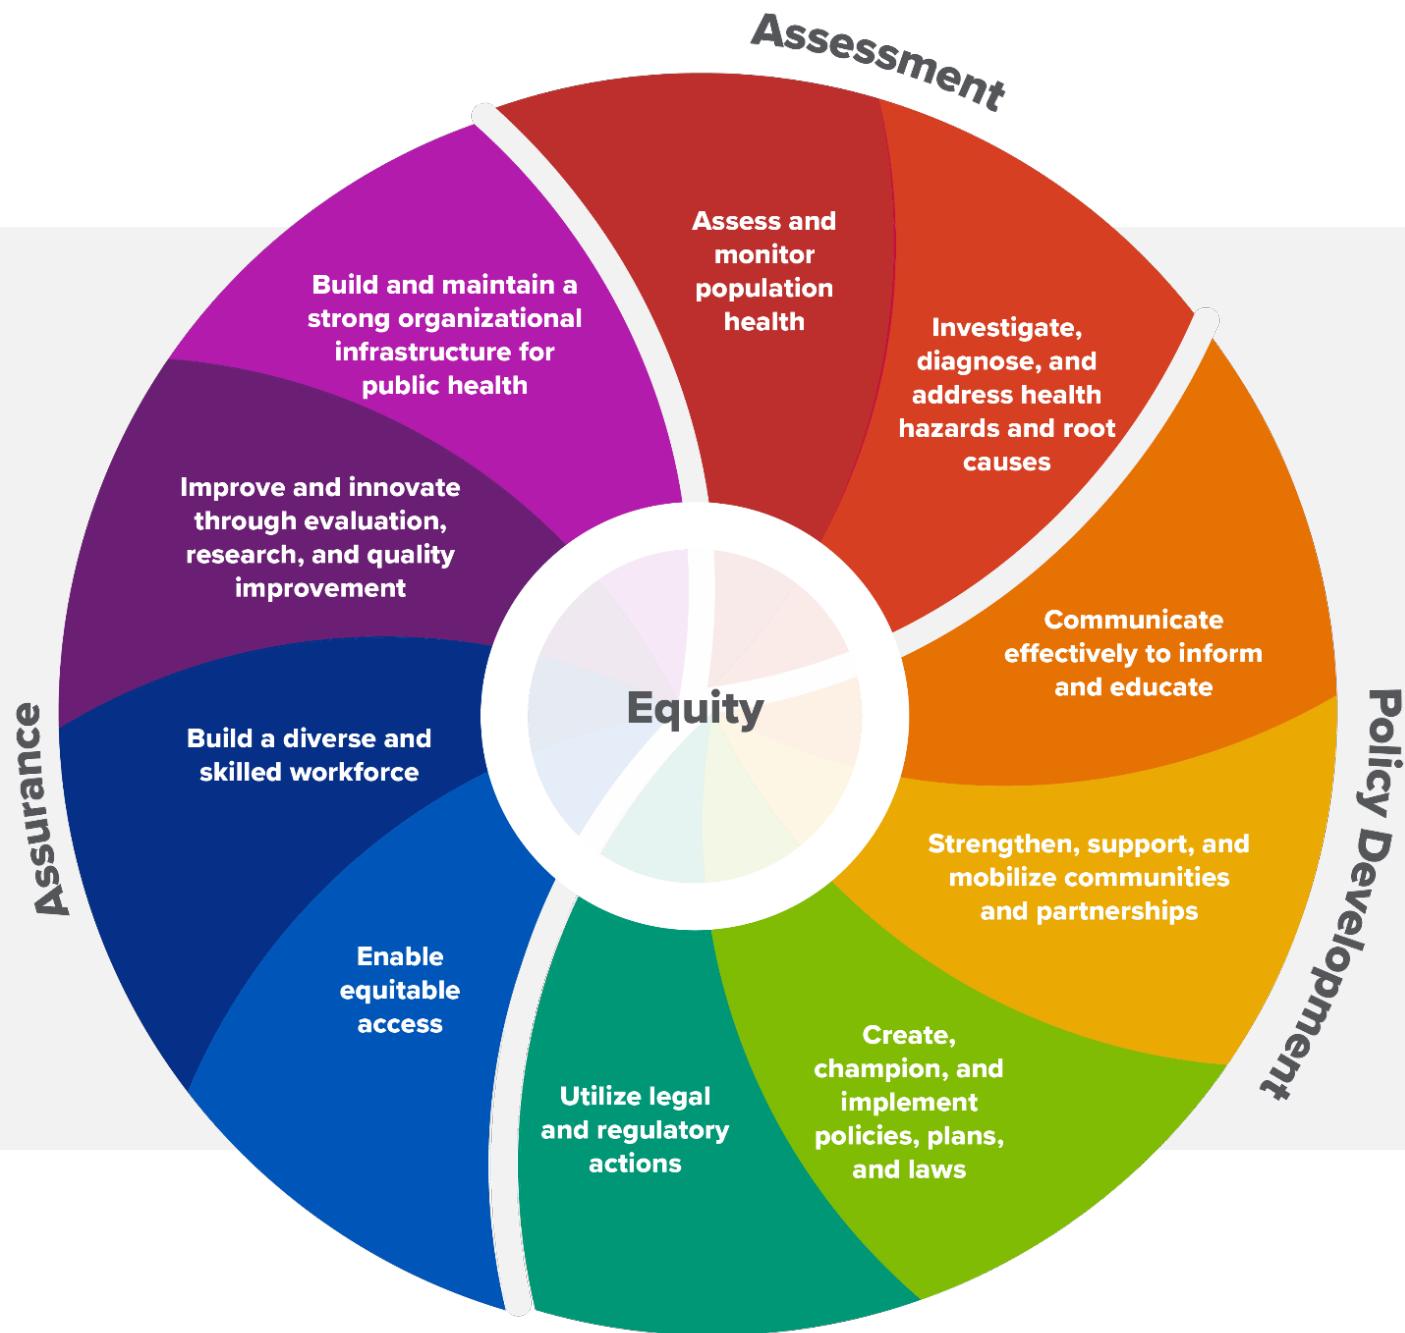 Assessment
Assess and
monitor
population
health
Investigate,
diagnose, and
address health
hazards and root
causes
Communicate
effectively to inform
and educate
Strengthen, support, and
mobilize communities
and partnerships
Policy Development
Create,
champion, and
implement
policies, plans,
and laws
Utilize legal
and regulatory
actions
Enable
equitable
access
Build a diverse and
skilled workforce
Assurance
Improve and innovate
through evaluation,
research, and quality
improvement
Build and maintain a
strong organizational
infrastructure for
public health
Equity